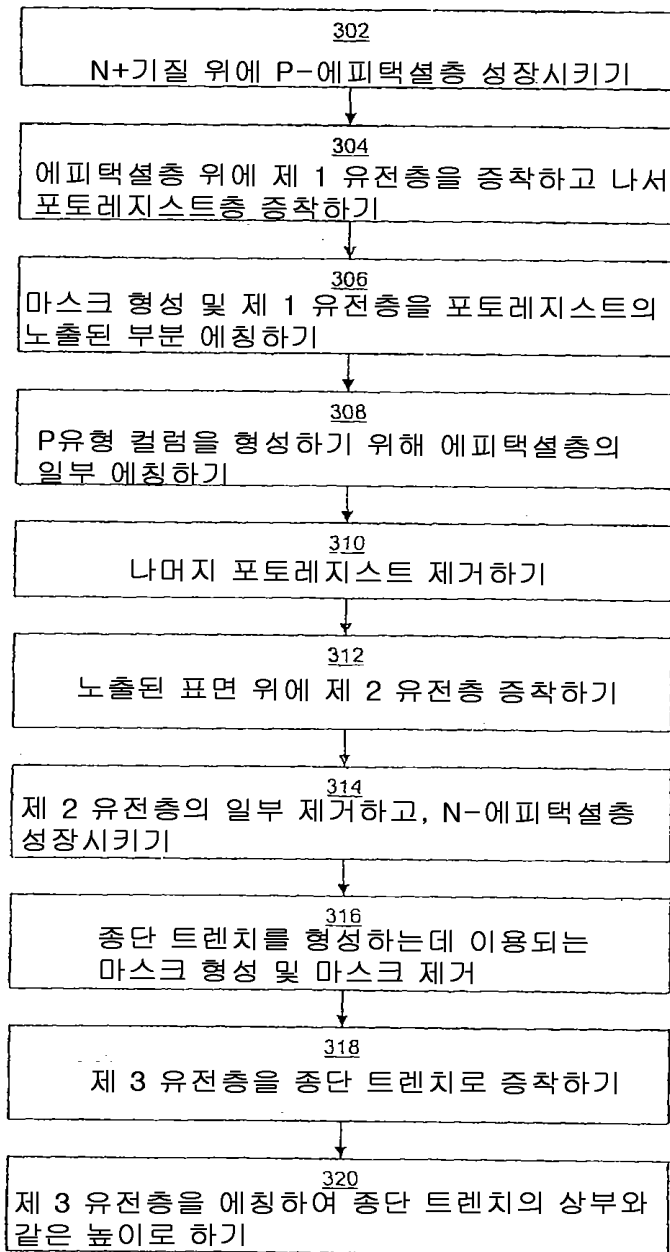 302
N+기질 위에 P-에피택셜층 성장시키기
304
에피택셜층 위에 제 1 유전층을 증착하고 나서
포토레지스트층 증착하기
306
마스크 형성 및 제 1 유전층을 포토레지스트의
노출된 부분 에칭하기
308
P유형 컬럼을 형성하기 위해 에피택셜층의
일부 에칭하기
310
나머지 포토레지스트 제거하기
312
노출된 표면 위에 제 2 유전층 증착하기
314
제 2 유전층의 일부 제거하고, N-에피택셜층
성장시키기
316
종단 트렌치를 형성하는데 이용되는
마스크 형성 및 마스크 제거
318
제 3 유전층을 종단 트렌치로 증착하기
320
제 3 유전층을 에칭하여 종단 트렌치의 상부와
같은 높이로 하기